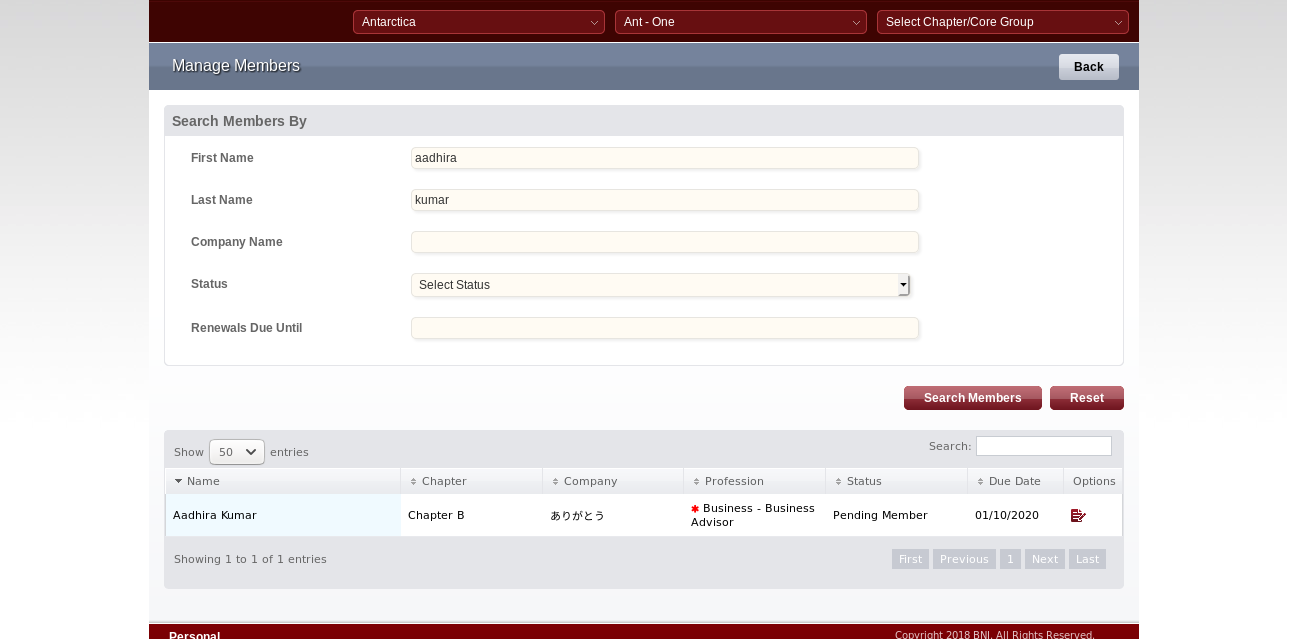 Antarctica Ant - One Select Chapter/Core Group
Manage Members Back
Search Members By
First Name aadhira
Last Name kumar
Company Name
Status Select Status
Renewals Due Until
Search Members Reset
Show 50 entries Search:
Name Chapter Company Profession Status Due Date Options
Aadhira Kumar Chapter B ありがとう ✱ Business - Business Advisor Pending Member 01/10/2020
Showing 1 to 1 of 1 entries First Previous 1 Next Last
Personal Copyright 2018 BNI. All Rights Reserved.